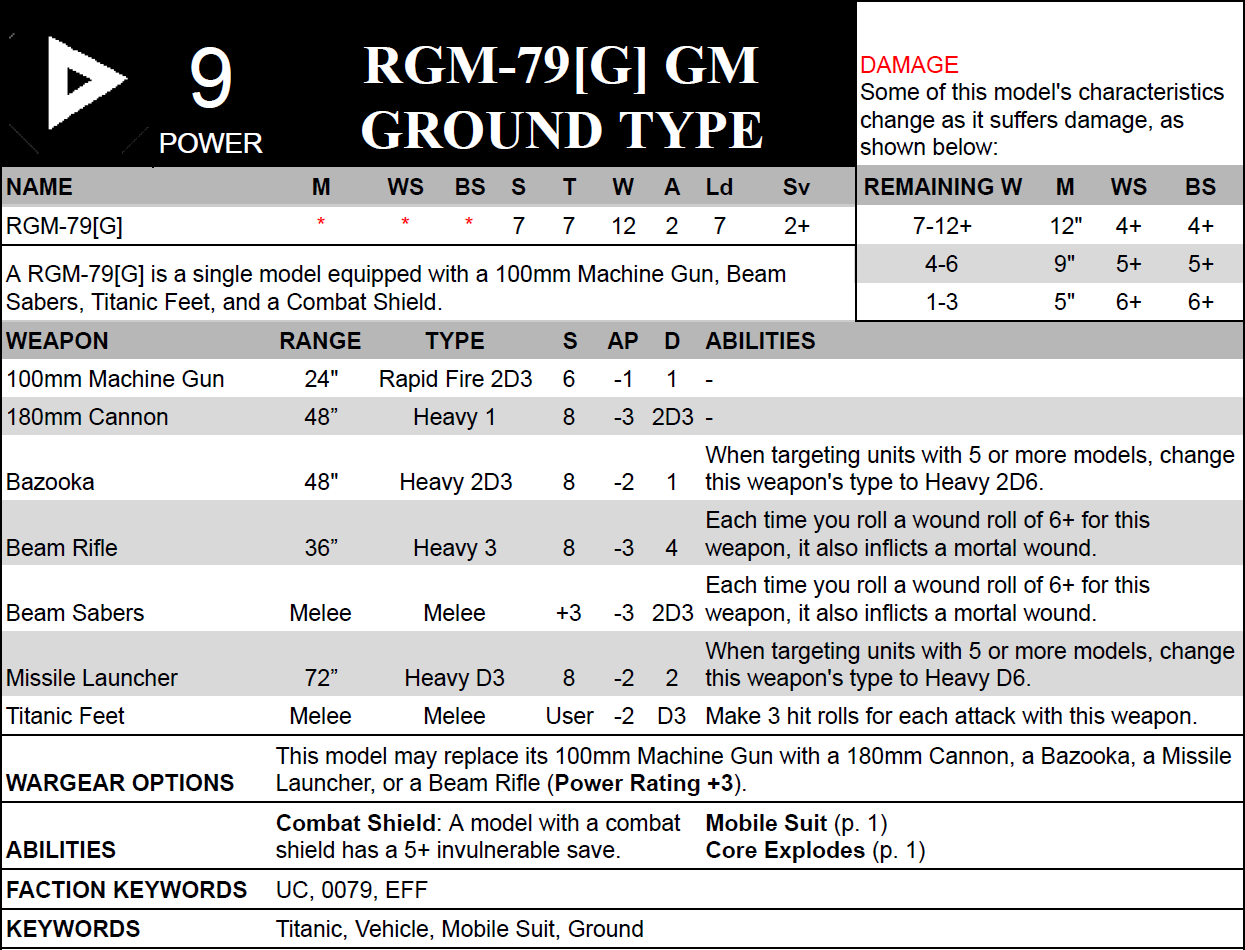 9
POWER
RGM-79[G] GM
GROUND TYPE
DAMAGE
Some of this model's characteristics
change as it suffers damage, as
shown below:
NAME M WS BS S T W A Ld Sv
RGM-79[G] * * * 7 7 12 2 7 2+
REMAINING W M WS BS
7-12+ 12" 4+ 4+
4-6 9" 5+ 5+
1-3 5" 6+ 6+
A RGM-79[G] is a single model equipped with a 100mm Machine Gun, Beam
Sabers, Titanic Feet, and a Combat Shield.
WEAPON RANGE TYPE S AP D ABILITIES
100mm Machine Gun 24" Rapid Fire 2D3 6 -1 1 -
180mm Cannon 48” Heavy 1 8 -3 2D3 -
When targeting units with 5 or more models, change
Bazooka 48" Heavy 2D3 8 -2 1 this weapon's type to Heavy 2D6.
Each time you roll a wound roll of 6+ for this
Beam Rifle 36” Heavy 3 8 -3 4 weapon, it also inflicts a mortal wound.
Each time you roll a wound roll of 6+ for this
Beam Sabers Melee Melee +3 -3 2D3 weapon, it also inflicts a mortal wound.
When targeting units with 5 or more models, change
Missile Launcher 72” Heavy D3 8 -2 2 this weapon's type to Heavy D6.
Titanic Feet Melee Melee User -2 D3 Make 3 hit rolls for each attack with this weapon.
This model may replace its 100mm Machine Gun with a 180mm Cannon, a Bazooka, a Missile
WARGEAR OPTIONS Launcher, or a Beam Rifle (Power Rating +3).
Combat Shield: A model with a combat Mobile Suit (p. 1)
ABILITIES shield has a 5+ invulnerable save. Core Explodes (p. 1)
FACTION KEYWORDS UC, 0079, EFF
KEYWORDS Titanic, Vehicle, Mobile Suit, Ground